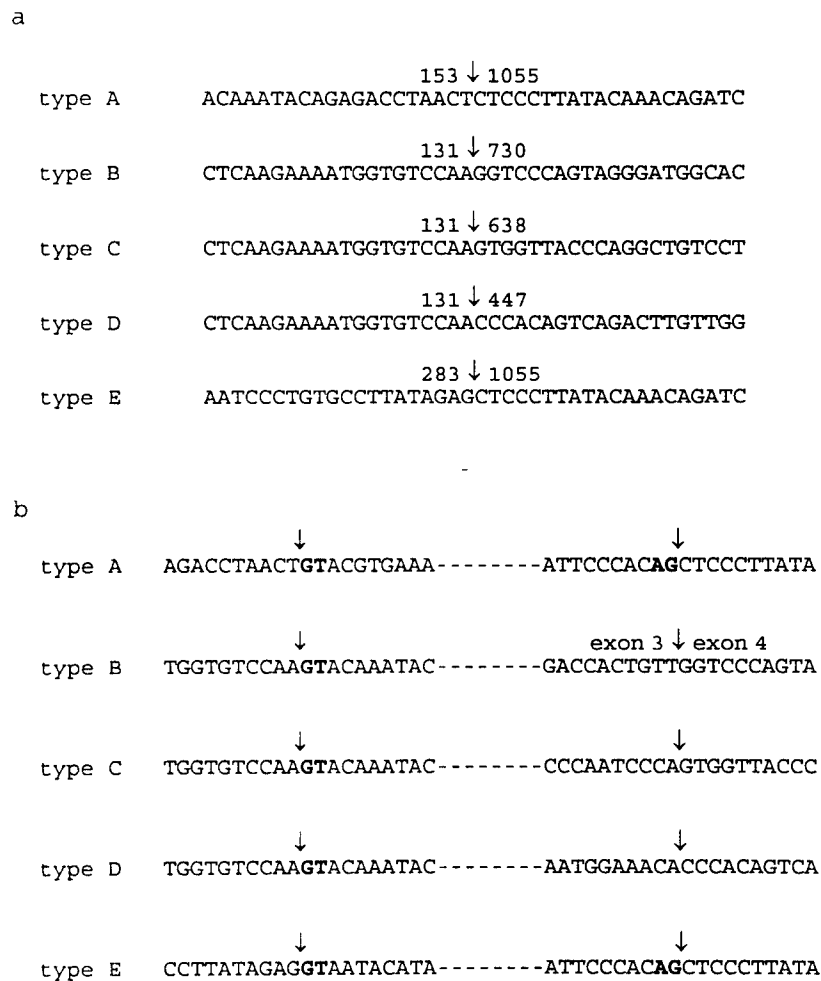 a
153 ↓ 1055
type A ACAAATACAGAGACCTAACTCTCCCTTATACAAACAGATC
131 ↓ 730
type B CTCAAGAAAATGGTGTCCAAGGTCCCAGTAGGGATGGCAC
131 ↓ 638
type C CTCAAGAAAATGGTGTCCAAGTGGTTACCCAGGCTGTCCT
131 ↓ 447
type D CTCAAGAAAATGGTGTCCAACCCACAGTCAGACTTGTTGG
283 ↓ 1055
type E AATCCCTGTGCCTTATAGAGCTCCCTTATACAAACAGATC
b
↓ ↓
type A AGACCTAACTGTACGTGAAA--------ATTCCCACAGCTCCCTTATA
↓ exon 3 ↓ exon 4
type B TGGTGTCCAAGTACAAATAC--------GACCACTGTTGGTCCCAGTA
↓ ↓
type C TGGTGTCCAAGTACAAATAC--------CCCAATCCCAGTGGTTACCC
↓ ↓
type D TGGTGTCCAAGTACAAATAC--------AATGGAAACACCCACAGTCA
↓ ↓
type E CCTTATAGAGGTAATACATA--------ATTCCCACAGCTCCCTTATA